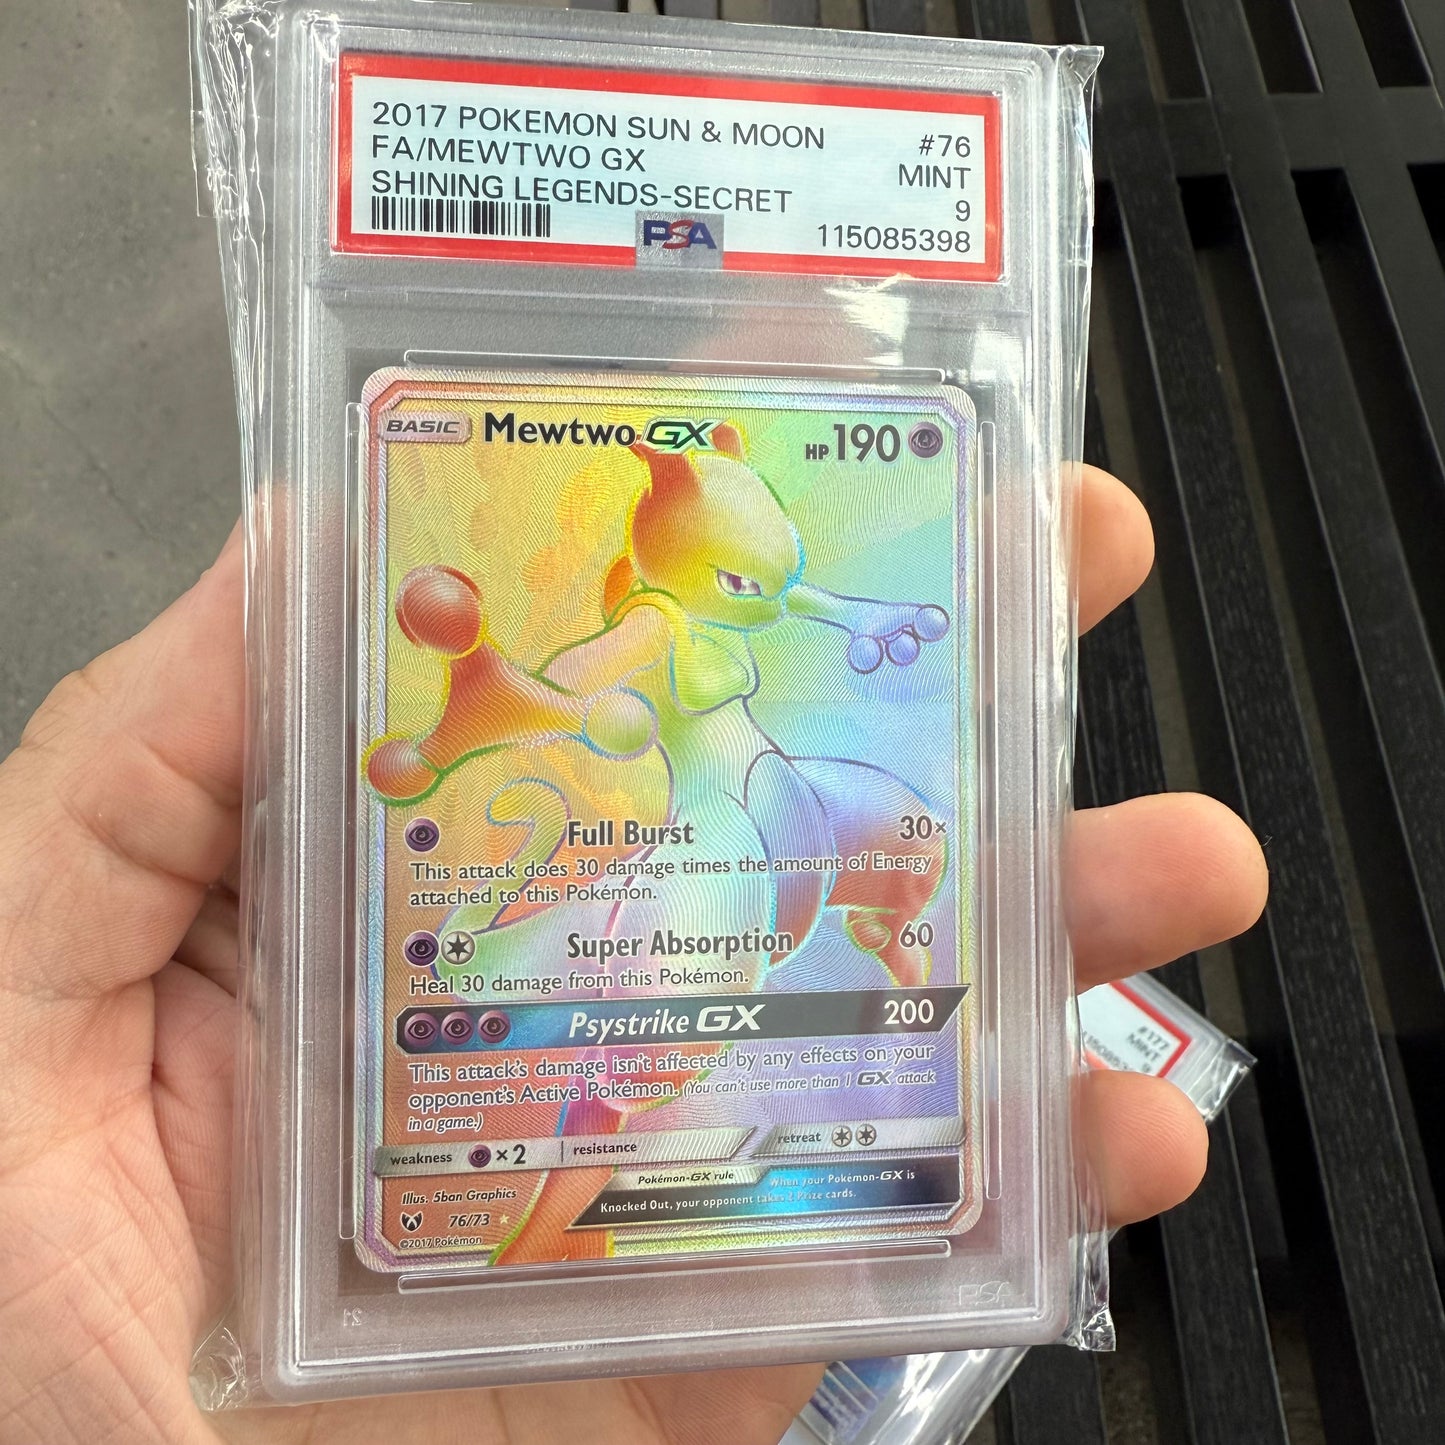 2017 POKEMON SUN & MOON #76
FA/MEWTWO GX MINT
SHINING LEGENDS-SECRET 9
PSA 115085398
BASIC Mewtwo GX HP 190
Full Burst 30×
This attack does 30 damage times the amount of Energy
attached to this Pokémon.
Super Absorption 60
Heal 30 damage from this Pokémon.
Psystrike GX 200
This attack's damage isn't affected by any effects on your
opponent's Active Pokémon. (You can't use more than 1 GX attack
in a game.)
weakness ×2 resistance retreat
Pokémon-GX rule When your Pokémon-GX is
Knocked Out, your opponent takes 2 Prize cards.
Illus. 5ban Graphics
76/73
©2017 Pokémon
PSA
#177
MINT